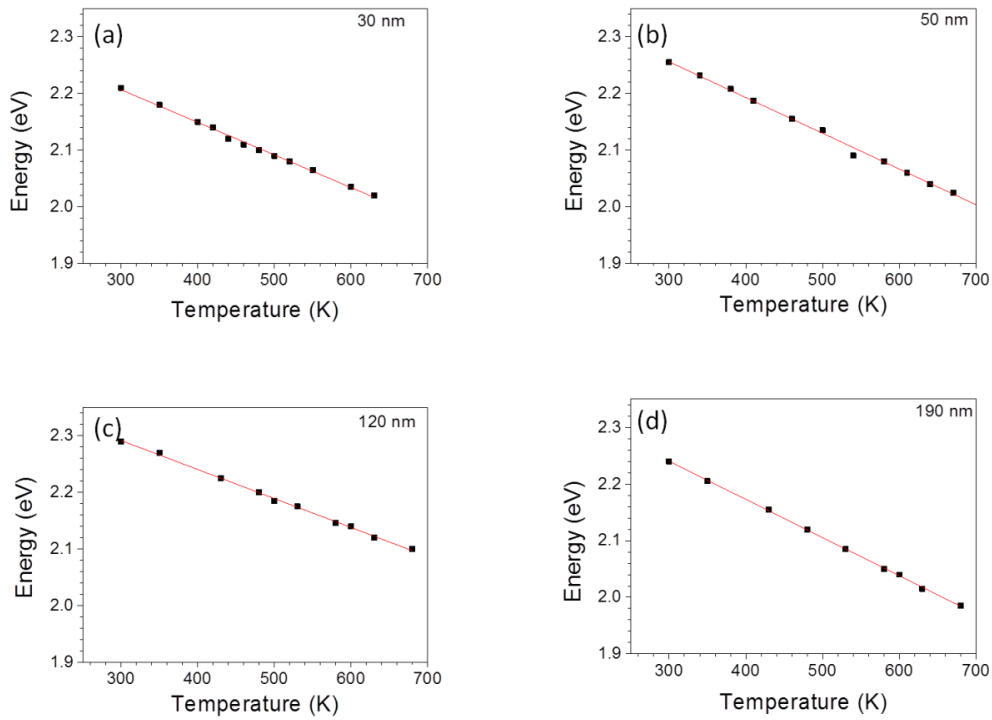 (a)
30 nm
2.3
2.2
2.1
2.0
1.9
Energy (eV)
300 400 500 600 700
Temperature (K)
(b)
50 nm
2.3
2.2
2.1
2.0
1.9
Energy (eV)
300 400 500 600 700
Temperature (K)
(c)
120 nm
2.3
2.2
2.1
2.0
1.9
Energy (eV)
300 400 500 600 700
Temperature (K)
(d)
190 nm
2.3
2.2
2.1
2.0
1.9
Energy (eV)
300 400 500 600 700
Temperature (K)